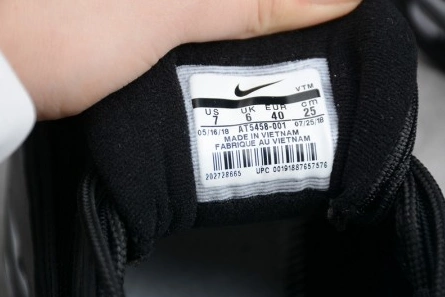 VTM
US UK EUR cm
7 6 40 25
05/16/18 AT5458-001 07/25/18
MADE IN VIETNAM
FABRIQUE AU VIETNAM
202728665 UPC 00191887657576